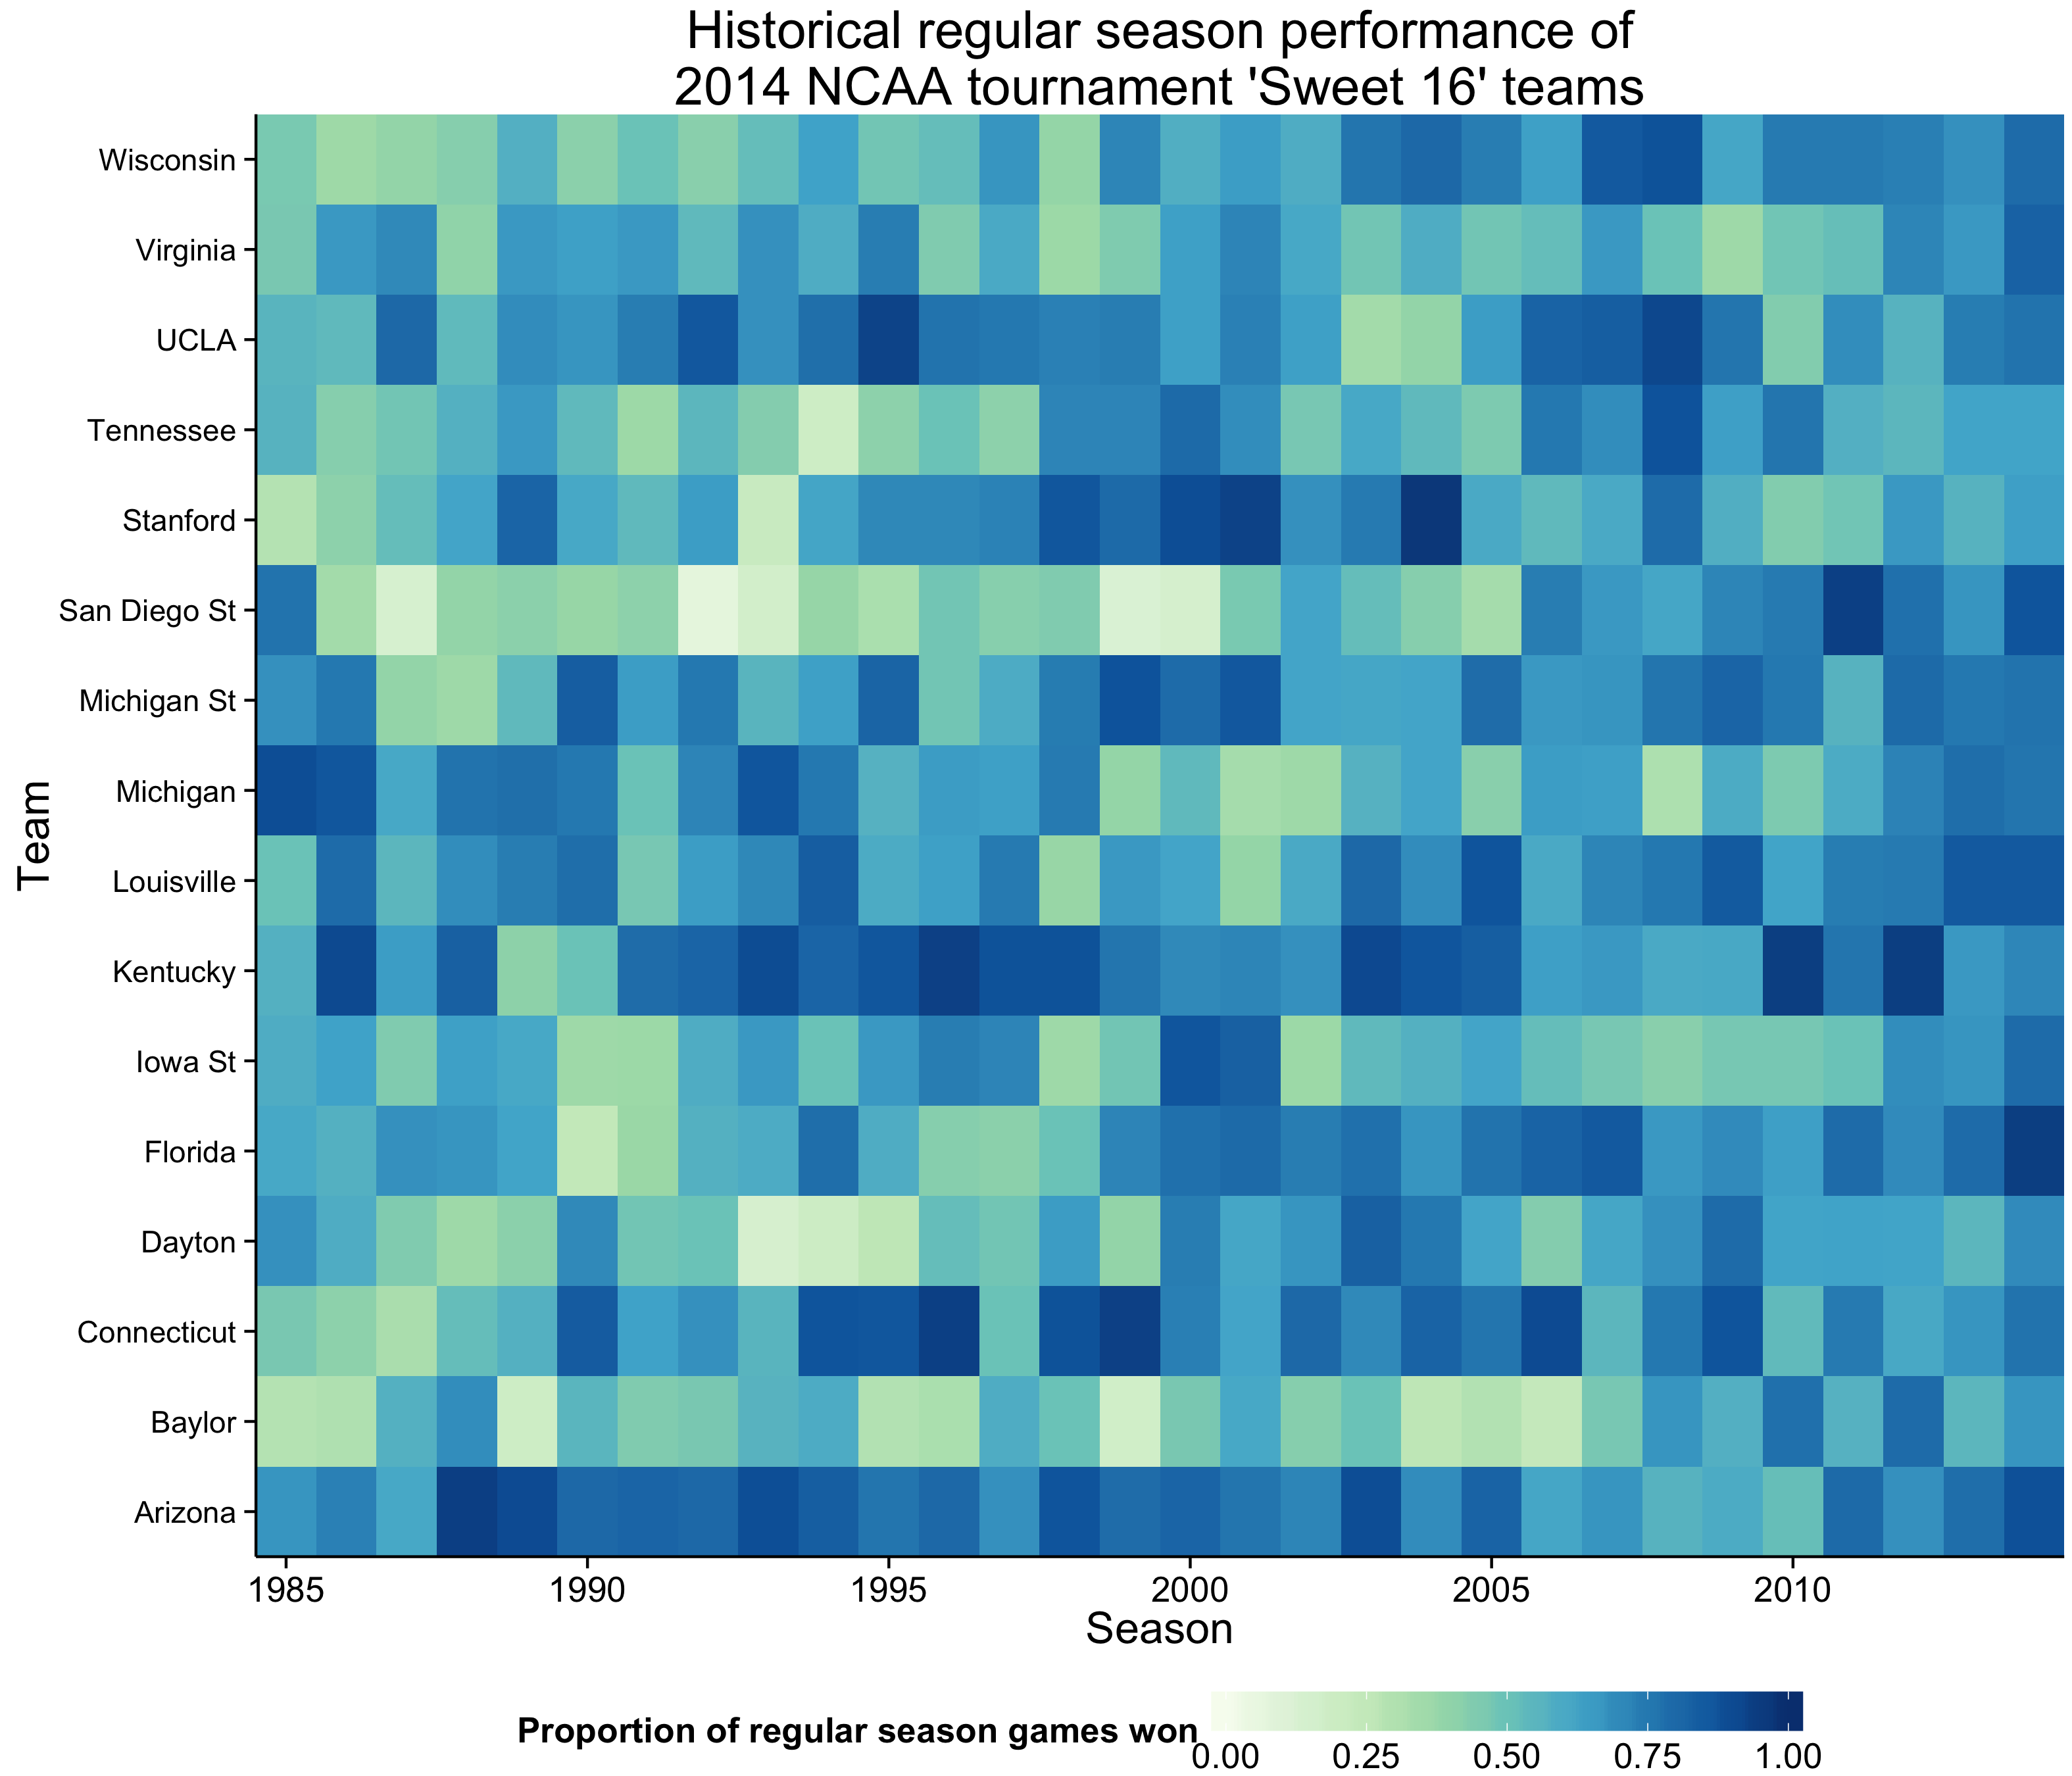 Historical regular season performance of
2014 NCAA tournament 'Sweet 16' teams
Team
Wisconsin
Virginia
UCLA
Tennessee
Stanford
San Diego St
Michigan St
Michigan
Louisville
Kentucky
Iowa St
Florida
Dayton
Connecticut
Baylor
Arizona
1985 1990 1995 2000 2005 2010
Season
Proportion of regular season games won
0.00 0.25 0.50 0.75 1.00